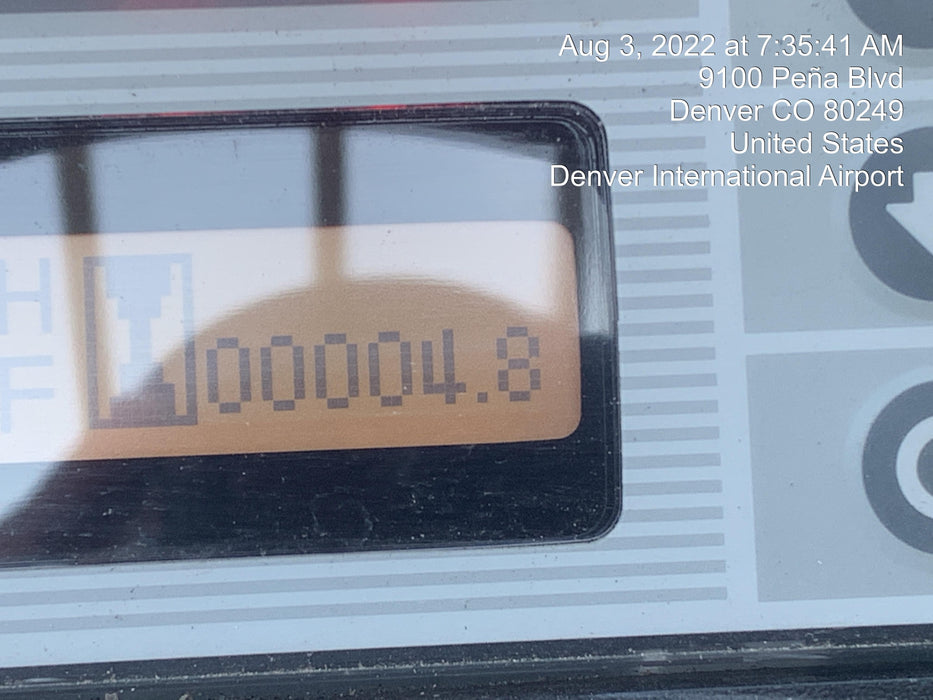 Aug 3, 2022 at 7:35:41 AM
9100 Peña Blvd
Denver CO 80249
United States
Denver International Airport
H
F
00004.8